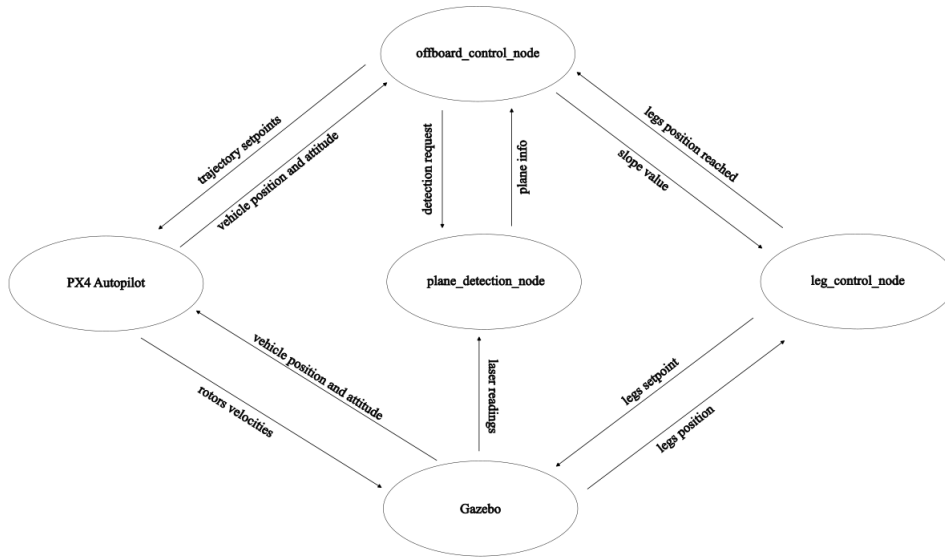 offboard_control_node
trajectory setpoints
vehicle position and attitude
detection request
plane info
legs position reached
slope value
PX4 Autopilot
plane_detection_node
leg_control_node
vehicle position and attitude
rotors velocities
laser readings
legs setpoint
legs position
Gazebo